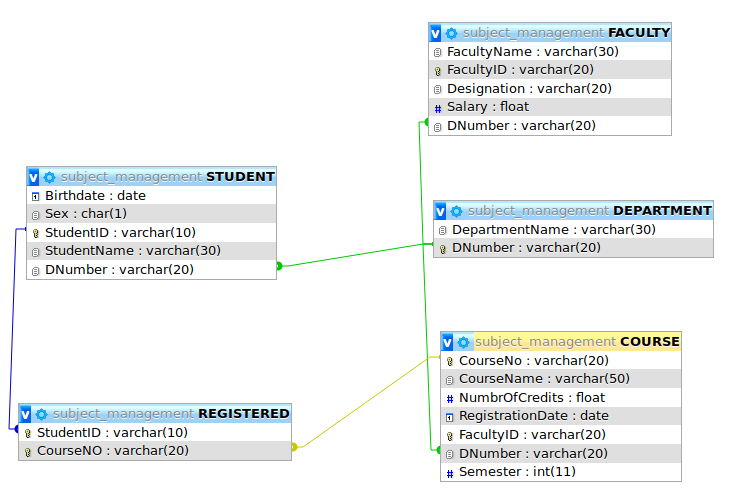 subject_management FACULTY
FacultyName : varchar(30)
FacultyID : varchar(20)
Designation : varchar(20)
# Salary : float
DNumber : varchar(20)
subject_management STUDENT
Birthdate : date
Sex : char(1)
StudentID : varchar(10)
StudentName : varchar(30)
DNumber : varchar(20)
subject_management DEPARTMENT
DepartmentName : varchar(30)
DNumber : varchar(20)
subject_management COURSE
CourseNo : varchar(20)
CourseName : varchar(50)
# NumbrOfCredits : float
RegistrationDate : date
FacultyID : varchar(20)
DNumber : varchar(20)
# Semester : int(11)
subject_management REGISTERED
StudentID : varchar(10)
CourseNO : varchar(20)